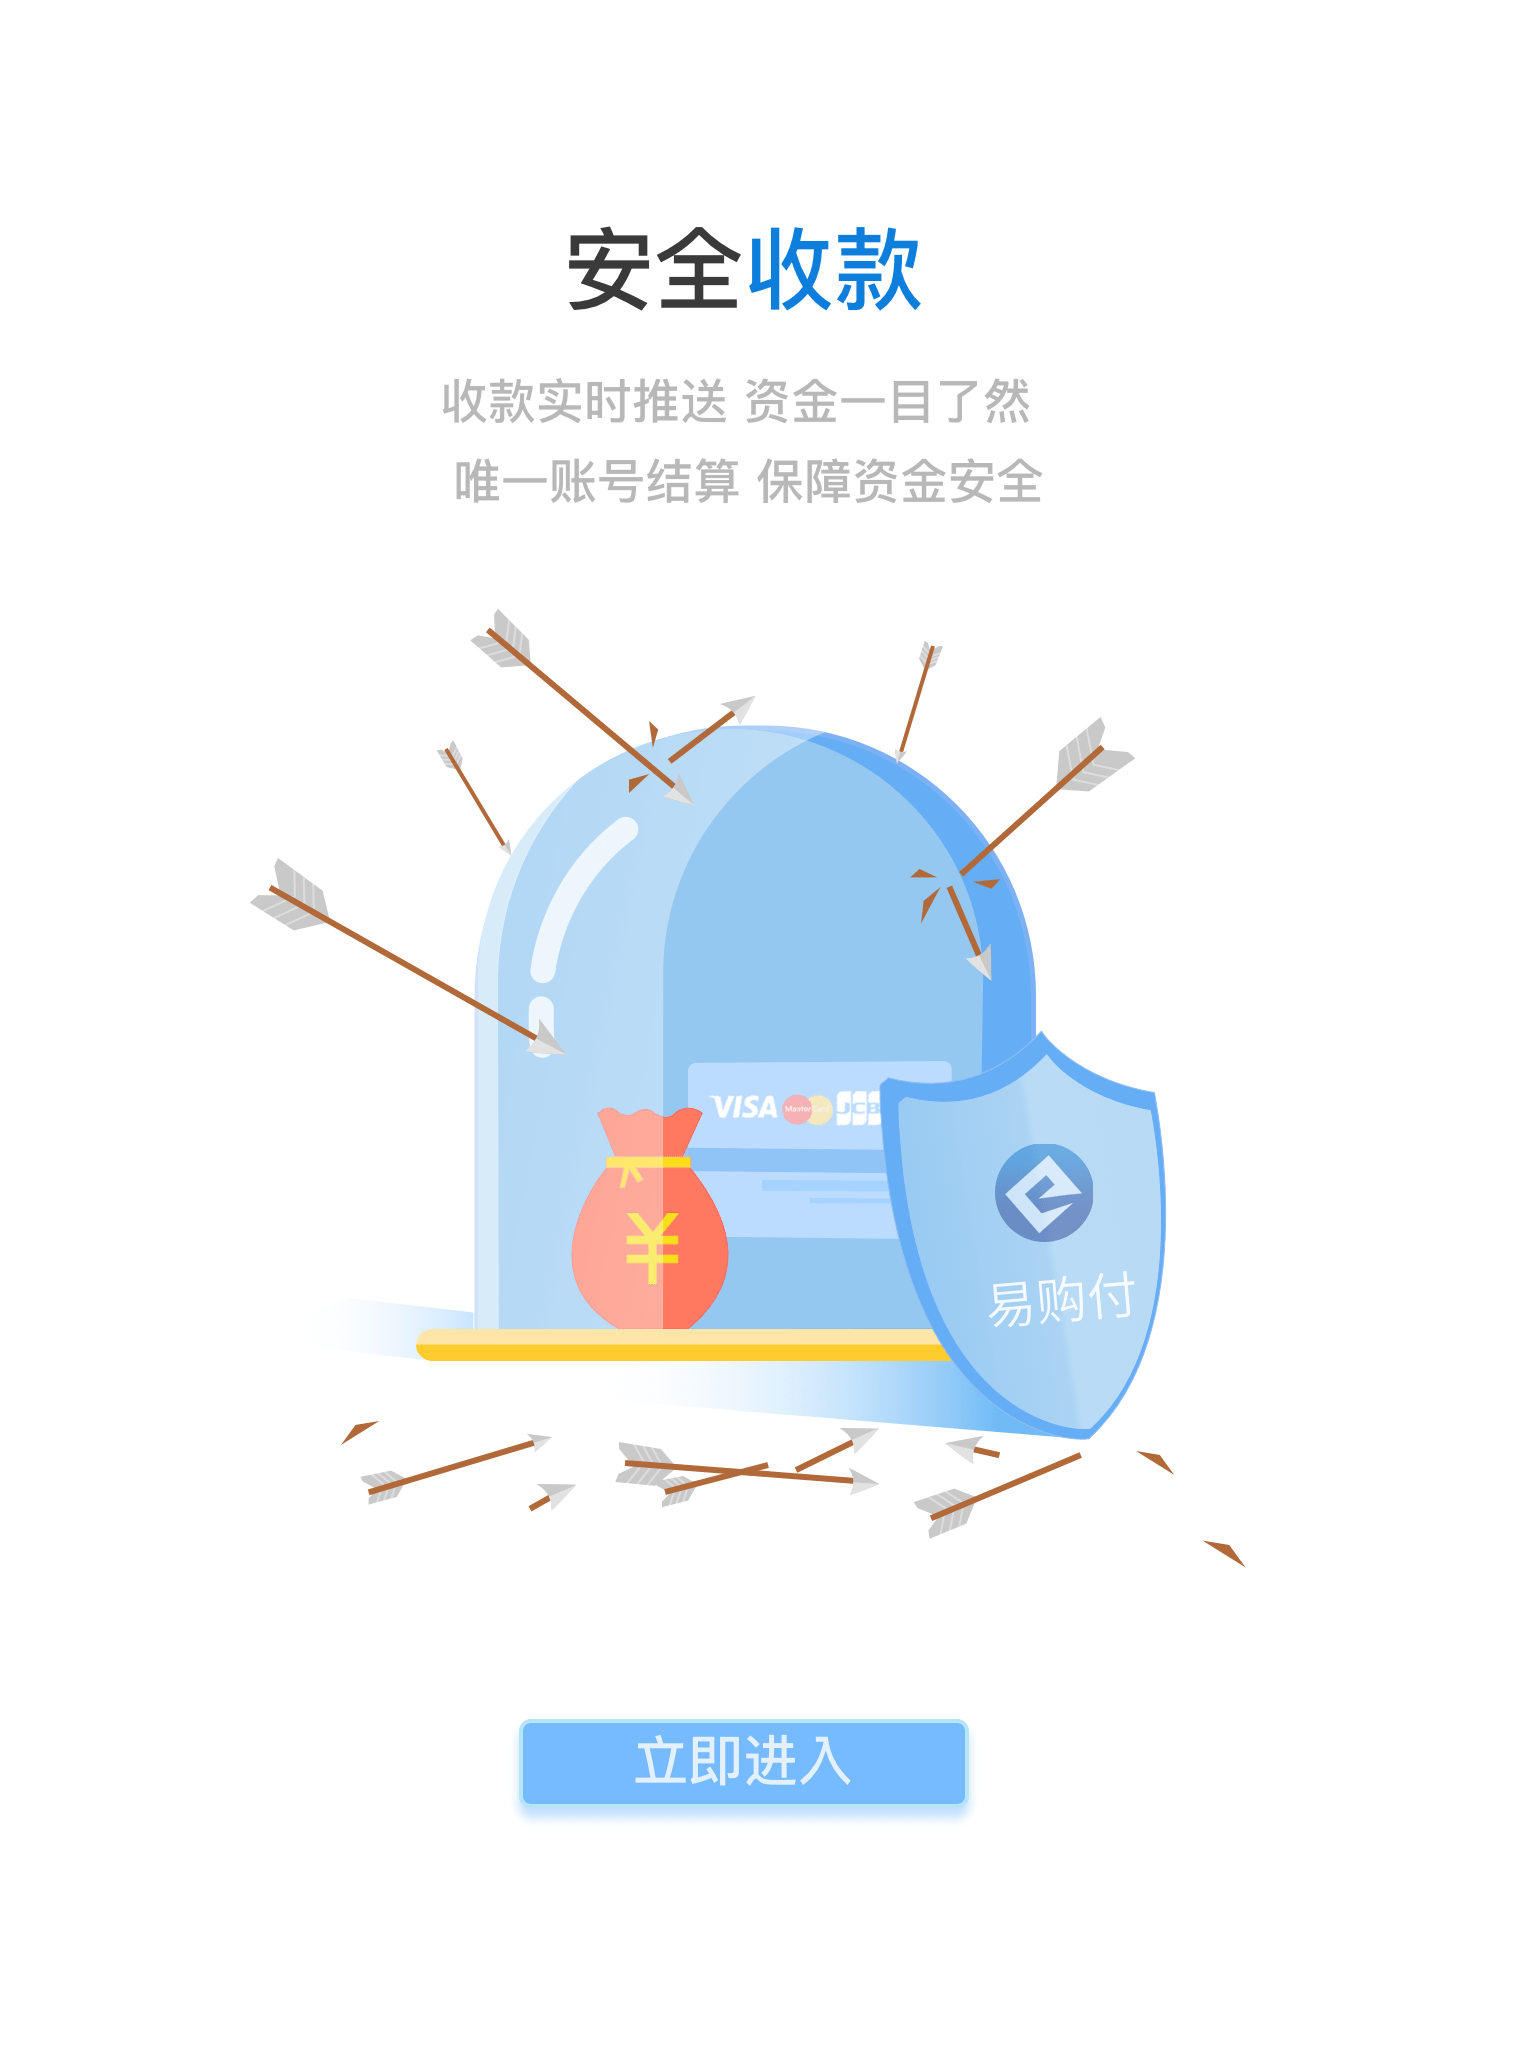 安全收款
收款实时推送 资金一目了然
唯一账号结算 保障资金安全
VISA MasterCard JCB
¥
易购付
立即进入